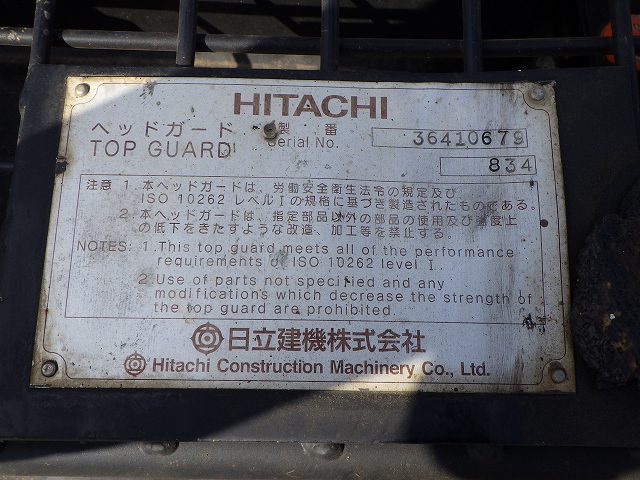 HITACHI
ヘッドガード 製番 36410679
TOP GUARD Serial No.
834
注意 1. 本ヘッドガードは、労働安全衛生法令の規定及び
ISO 10262 レベルⅠの規格に基づき製造されたものである。
2. 本ヘッドガードは、指定部品以外の部品の使用及び強度上
の低下をきたすような改造、加工等を禁止する。
NOTES: 1. This top guard meets all of the performance
requirements of ISO 10262 level Ⅰ.
2. Use of parts not specified and any
modifications which decrease the strength of
the top guard are prohibited.
日立建機株式会社
Hitachi Construction Machinery Co., Ltd.